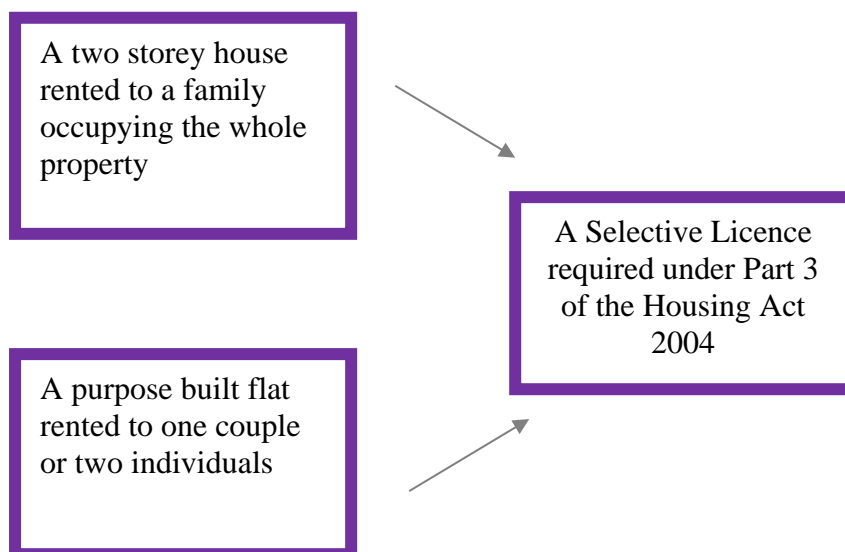 A two storey house
rented to a family
occupying the whole
property
A Selective Licence
required under Part 3
of the Housing Act
2004
A purpose built flat
rented to one couple
or two individuals